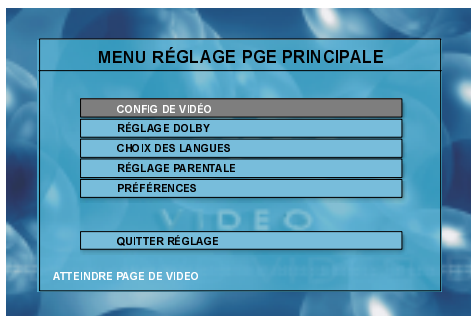 MENU RÉGLAGE PGE PRINCIPALE
CONFIG DE VIDÉO
RÉGLAGE DOLBY
CHOIX DES LANGUES
RÉGLAGE PARENTALE
PRÉFÉRENCES
VIDEO
QUITTER RÉGLAGE
ATTEINDRE PAGE DE VIDEO